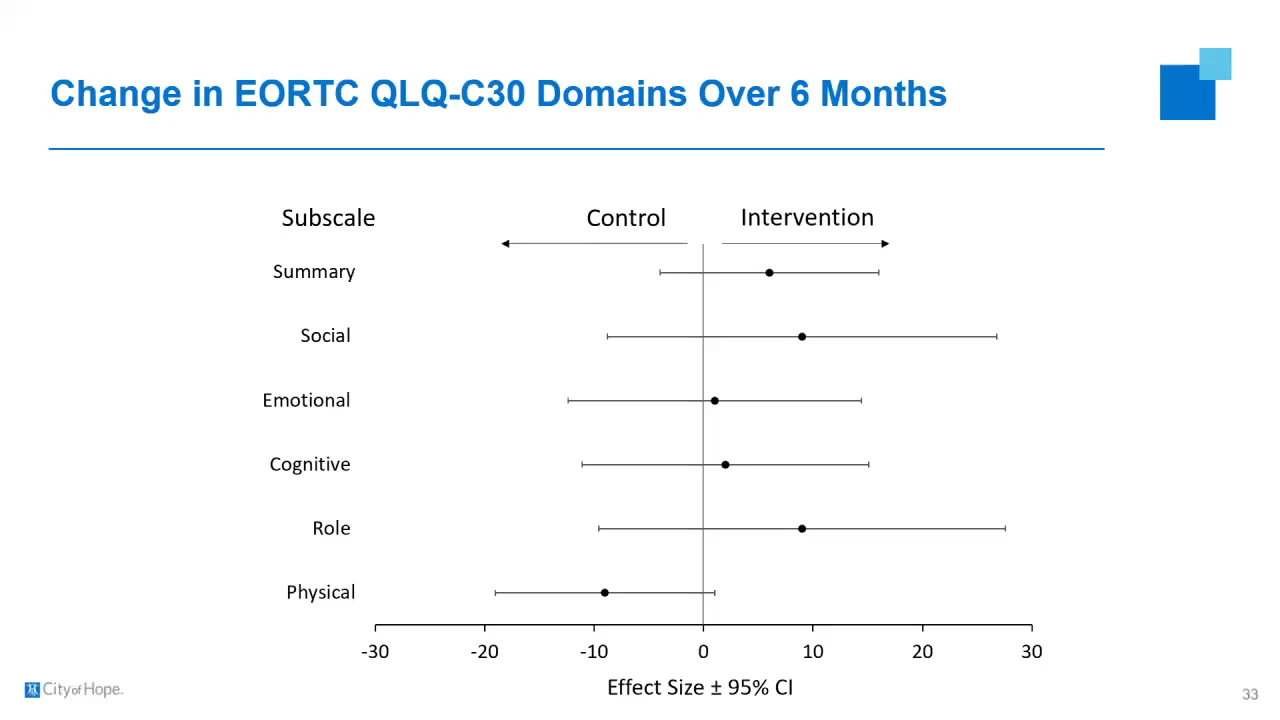 Change in EORTC QLQ-C30 Domains Over 6 Months
Subscale Control Intervention
Summary
Social
Emotional
Cognitive
Role
Physical
-30 -20 -10 0 10 20 30
Effect Size ± 95% CI
City of Hope.
33